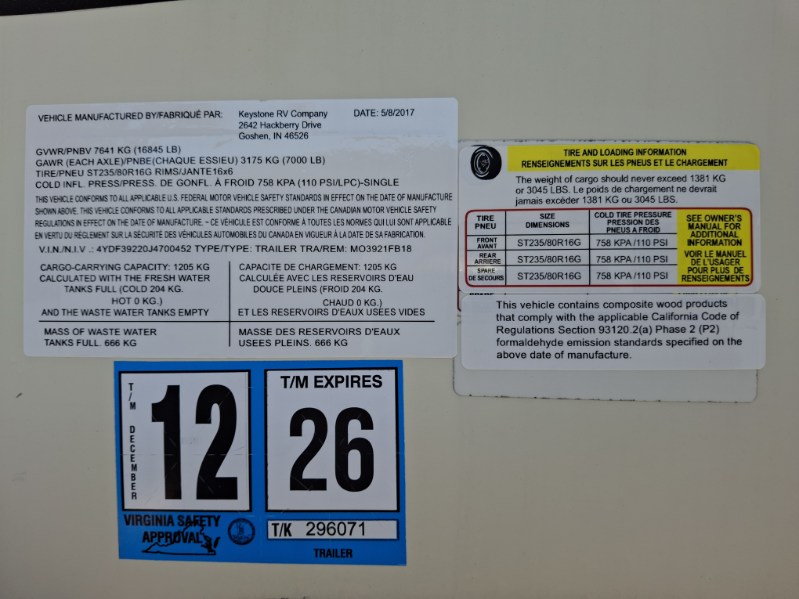 VEHICLE MANUFACTURED BY/FABRIQUÉ PAR: Keystone RV Company DATE: 5/8/2017
2642 Hackberry Drive
Goshen, IN 46526
GVWR/PNBV 7641 KG (16845 LB)
GAWR (EACH AXLE)/PNBE(CHAQUE ESSIEU) 3175 KG (7000 LB)
TIRE/PNEU ST235/80R16G RIMS/JANTE16x6
COLD INFL. PRESS/PRESS. DE GONFL. À FROID 758 KPA (110 PSI/LPC)-SINGLE
THIS VEHICLE CONFORMS TO ALL APPLICABLE U.S. FEDERAL MOTOR VEHICLE SAFETY STANDARDS IN EFFECT ON THE DATE OF MANUFACTURE
SHOWN ABOVE. THIS VEHICLE CONFORMS TO ALL APPLICABLE STANDARDS PRESCRIBED UNDER THE CANADIAN MOTOR VEHICLE SAFETY
REGULATIONS IN EFFECT ON THE DATE OF MANUFACTURE. ~ CE VÉHICULE EST CONFORME À TOUTES LES NORMES QUI LUI SONT APPLICABLE
EN VERTU DU RÈGLEMENT SUR LA SÉCURITÉ DES VÉHICULES AUTOMOBILES DU CANADA EN VIGUEUR À LA DATE DE SA FABRICATION.
V.I.N./N.I.V .: 4YDF39220J4700452 TYPE/TYPE: TRAILER TRA/REM: MO3921FB18
CARGO-CARRYING CAPACITY: 1205 KG
CALCULATED WITH THE FRESH WATER
TANKS FULL (COLD 204 KG.
HOT 0 KG.)
AND THE WASTE WATER TANKS EMPTY
CAPACITE DE CHARGEMENT: 1205 KG
CALCULÉE AVEC LES RESERVOIRS D'EAU
DOUCE PLEINS (FROID 204 KG.
CHAUD 0 KG.)
ET LES RESERVOIRS D'EAUX USÉES VIDES
MASS OF WASTE WATER
TANKS FULL. 666 KG
MASSE DES RESERVOIRS D'EAUX
USÉES PLEINS. 666 KG
TIRE AND LOADING INFORMATION
RENSEIGNEMENTS SUR LES PNEUS ET LE CHARGEMENT
The weight of cargo should never exceed 1381 KG
or 3045 LBS. Le poids de chargement ne devrait
jamais excéder 1381 KG ou 3045 LBS.
TIRE
PNEU
SIZE
DIMENSIONS
COLD TIRE PRESSURE
PRESSION DES
PNEUS A FROID
FRONT
AVANT
ST235/80R16G
758 KPA/110 PSI
REAR
ARRIÈRE
ST235/80R16G
758 KPA/110 PSI
SPARE
DE SECOURS
ST235/80R16G
758 KPA/110 PSI
SEE OWNER'S
MANUAL FOR
ADDITIONAL
INFORMATION
VOIR LE MANUEL
DE L'USAGER
POUR PLUS DE
RENSEIGNEMENTS
This vehicle contains composite wood products
that comply with the applicable California Code of
Regulations Section 93120.2(a) Phase 2 (P2)
formaldehyde emission standards specified on the
above date of manufacture.
T/M DECEMBER
12
T/M EXPIRES
26
VIRGINIA SAFETY
APPROVAL
T/K 296071
TRAILER